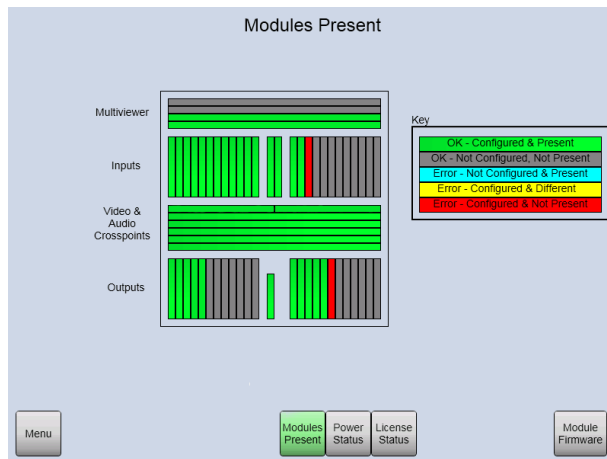 Modules Present
Multiviewer
Inputs
Video &
Audio
Crosspoints
Outputs
Key
OK - Configured & Present
OK - Not Configured, Not Present
Error - Not Configured & Present
Error - Configured & Different
Error - Configured & Not Present
Menu
Modules
Present
Power
Status
License
Status
Module
Firmware